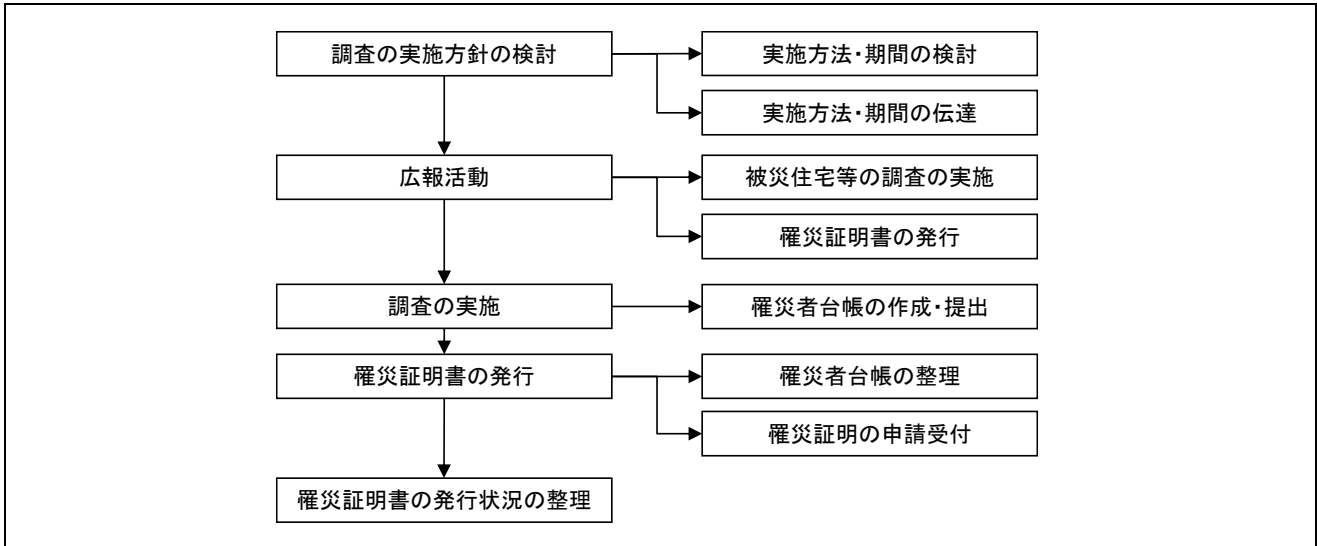 調査の実施方針の検討
実施方法・期間の検討
実施方法・期間の伝達
広報活動
被災住宅等の調査の実施
罹災証明書の発行
調査の実施
罹災者台帳の作成・提出
罹災証明書の発行
罹災者台帳の整理
罹災証明の申請受付
罹災証明書の発行状況の整理